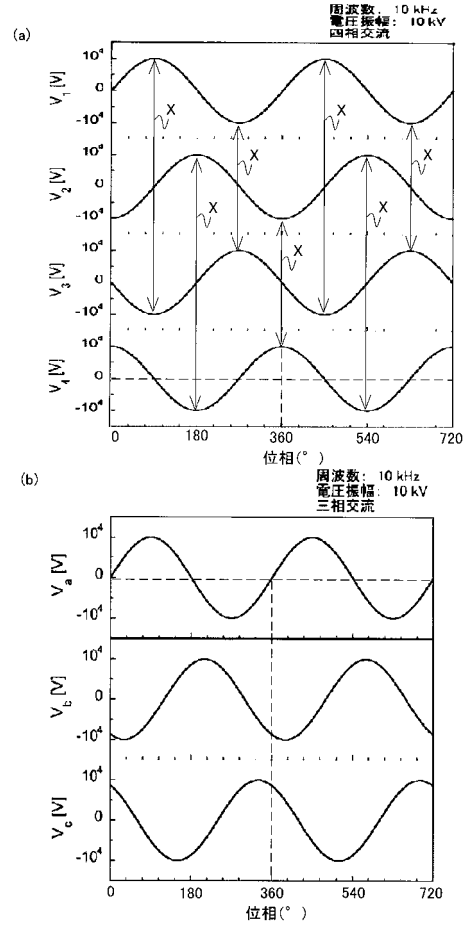 (a)
周波数: 10 kHz
電圧振幅: 10 kV
四相交流
V₁ [V]
10⁴
0
-10⁴
X
X
X
X
V₂ [V]
10⁴
0
-10⁴
X
X
X
V₃ [V]
10⁴
0
-10⁴
V₄ [V]
10⁴
0
-10⁴
0 180 360 540 720
位相(°)
(b)
周波数: 10 kHz
電圧振幅: 10 kV
三相交流
Vₐ [V]
10⁴
0
-10⁴
V_b [V]
10⁴
0
-10⁴
V_c [V]
10⁴
0
-10⁴
0 180 360 540 720
位相(°)